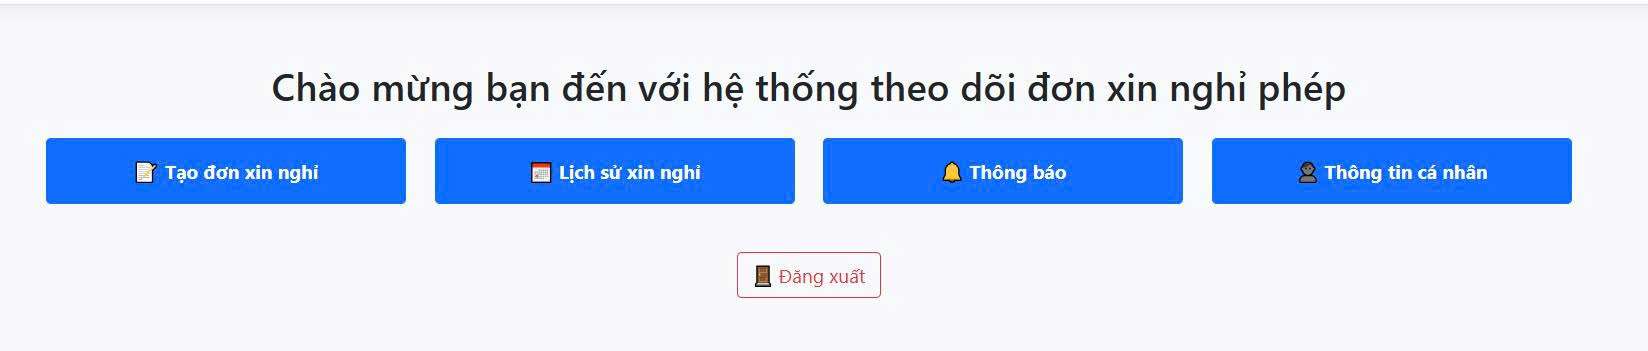 Chào mừng bạn đến với hệ thống theo dõi đơn xin nghỉ phép
Tạo đơn xin nghỉ
Lịch sử xin nghỉ
Thông báo
Thông tin cá nhân
Đăng xuất